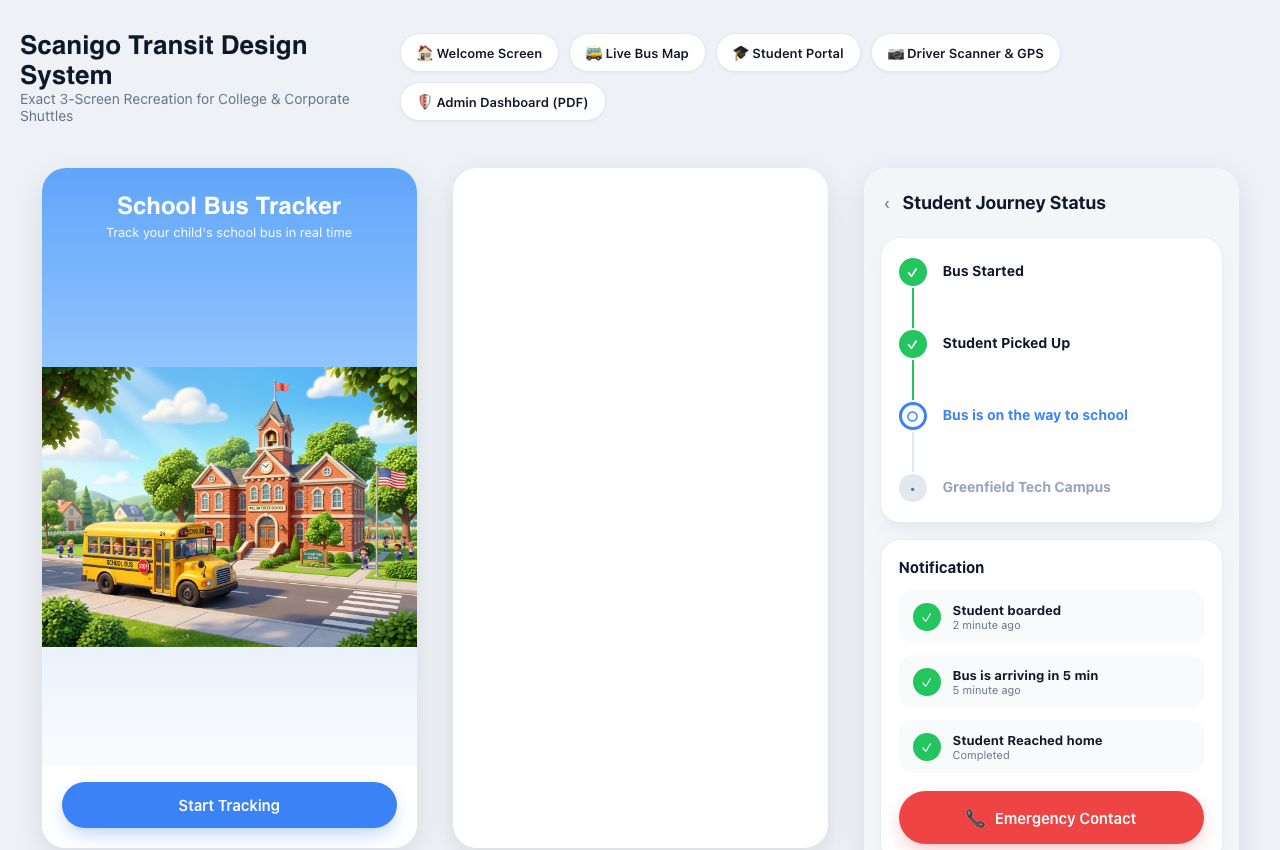 Scanigo Transit Design
System
Exact 3-Screen Recreation for College & Corporate
Shuttles
Welcome Screen
Live Bus Map
Student Portal
Driver Scanner & GPS
Admin Dashboard (PDF)
School Bus Tracker
Track your child's school bus in real time
SCHOOL BUS
STOP
24
Start Tracking
Student Journey Status
Bus Started
Student Picked Up
Bus is on the way to school
Greenfield Tech Campus
Notification
Student boarded
2 minute ago
Bus is arriving in 5 min
5 minute ago
Student Reached home
Completed
Emergency Contact